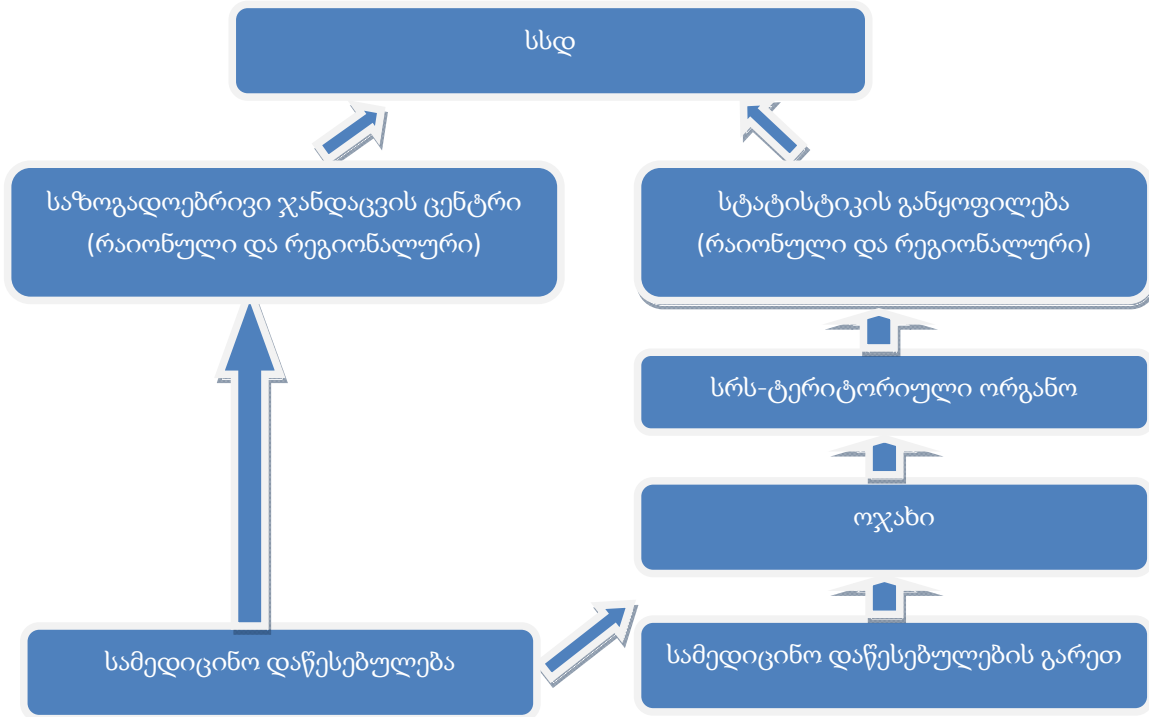 სსდ
საზოგადოებრივი ჯანდაცვის ცენტრი
(რაიონული და რეგიონალური)
სტატისტიკის განყოფილება
(რაიონული და რეგიონალური)
სრს-ტერიტორიული ორგანო
ოჯახი
სამედიცინო დაწესებულება
სამედიცინო დაწესებულების გარეთ